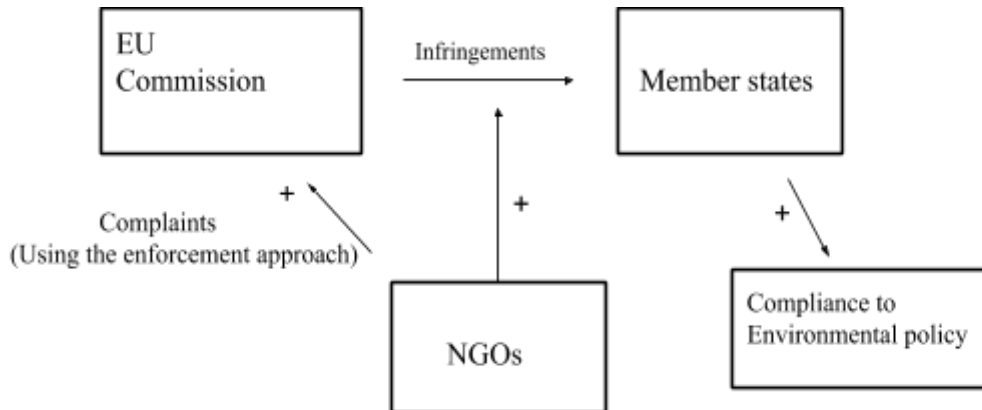 EU
Commission
Infringements
Member states
+
Complaints
(Using the enforcement approach)
+
+
NGOs
Compliance to
Environmental policy